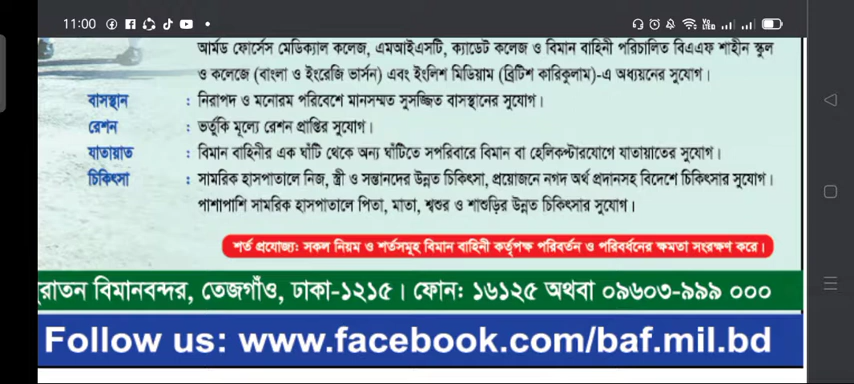 11:00
আর্মড ফোর্সেস মেডিক্যাল কলেজ, এমআইএসটি, ক্যাডেট কলেজ ও বিমান বাহিনী পরিচালিত বিএএফ শাহীন স্কুল
ও কলেজে (বাংলা ও ইংরেজি ভার্সন) এবং ইংলিশ মিডিয়াম (ব্রিটিশ কারিকুলাম)-এ অধ্যয়নের সুযোগ।
বাসস্থান : নিরাপদ ও মনোরম পরিবেশে মানসম্মত সুসজ্জিত বাসস্থানের সুযোগ।
রেশন : ভর্তুকি মূল্যে রেশন প্রাপ্তির সুযোগ।
যাতায়াত : বিমান বাহিনীর এক ঘাঁটি থেকে অন্য ঘাঁটিতে সপরিবারে বিমান বা হেলিকপ্টারযোগে যাতায়াতের সুযোগ।
চিকিৎসা : সামরিক হাসপাতালে নিজ, স্ত্রী ও সন্তানদের উন্নত চিকিৎসা, প্রয়োজনে নগদ অর্থ প্রদানসহ বিদেশে চিকিৎসার সুযোগ।
পাশাপাশি সামরিক হাসপাতালে পিতা, মাতা, শ্বশুর ও শাশুড়ির উন্নত চিকিৎসার সুযোগ।
শর্ত প্রযোজ্য: সকল নিয়ম ও শর্তসমূহ বিমান বাহিনী কর্তৃপক্ষ পরিবর্তন ও পরিবর্ধনের ক্ষমতা সংরক্ষণ করে।
রাতন বিমানবন্দর, তেজগাঁও, ঢাকা-১২১৫। ফোন: ১৬১২৫ অথবা ০৯৬০৩-৯৯৯ ০০০
Follow us: www.facebook.com/baf.mil.bd